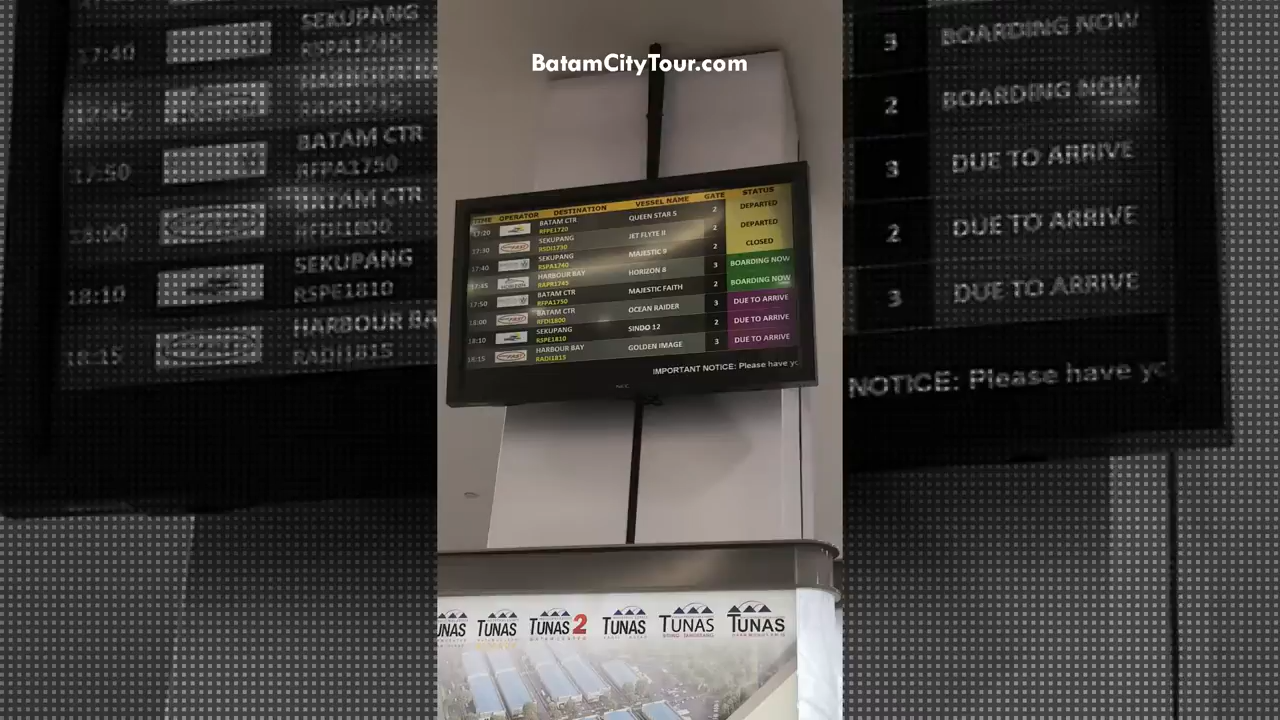 BatamCityTour.com
TIME OPERATOR DESTINATION VESSEL NAME GATE STATUS
17:20 BATAM CTR RFPE1720 QUEEN STAR 5 2 DEPARTED
17:30 SEKUPANG RSDI1730 JET FLYTE II 2 DEPARTED
17:40 SEKUPANG RSPA1740 MAJESTIC 9 2 CLOSED
17:45 HARBOUR BAY RAPR1745 HORIZON 8 3 BOARDING NOW
17:50 BATAM CTR RFPA1750 MAJESTIC FAITH 2 BOARDING NOW
18:00 BATAM CTR RFDI1800 OCEAN RAIDER 3 DUE TO ARRIVE
18:10 SEKUPANG RSPE1810 SINDO 12 2 DUE TO ARRIVE
18:15 HARBOUR BAY RADI1815 GOLDEN IMAGE 3 DUE TO ARRIVE
IMPORTANT NOTICE: Please have yo
NEC
UNAS TUNAS TUNAS 2 TUNAS TUNAS TUNAS